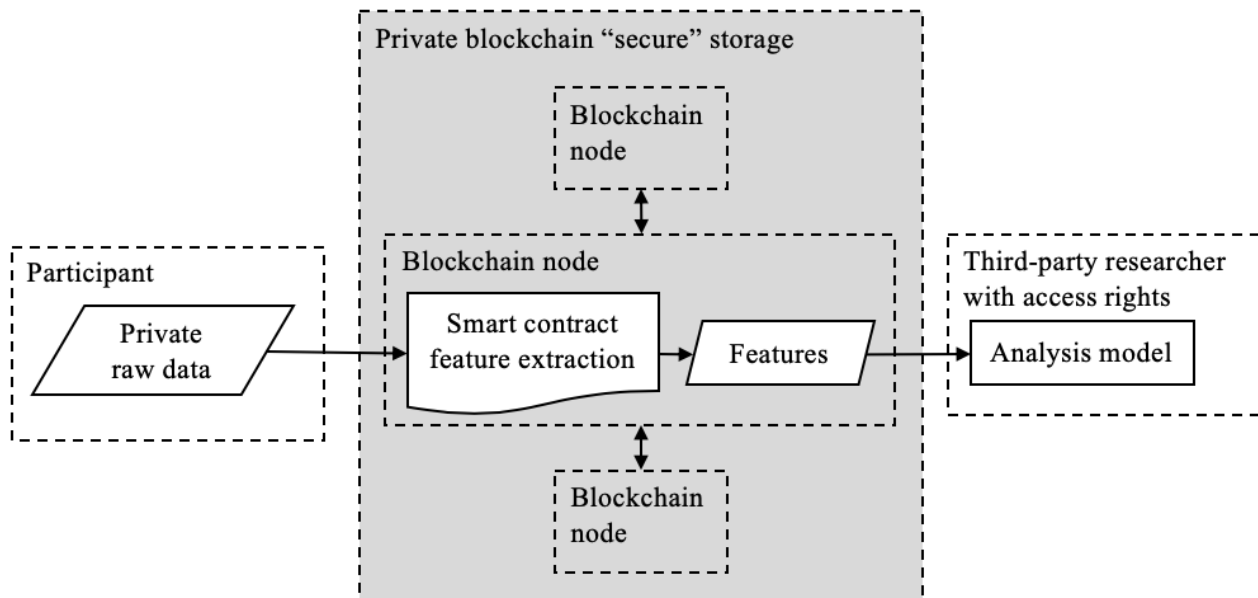 Private blockchain “secure” storage
Blockchain
node
Participant
Private
raw data
Blockchain node
Smart contract
feature extraction
Features
Third-party researcher
with access rights
Analysis model
Blockchain
node